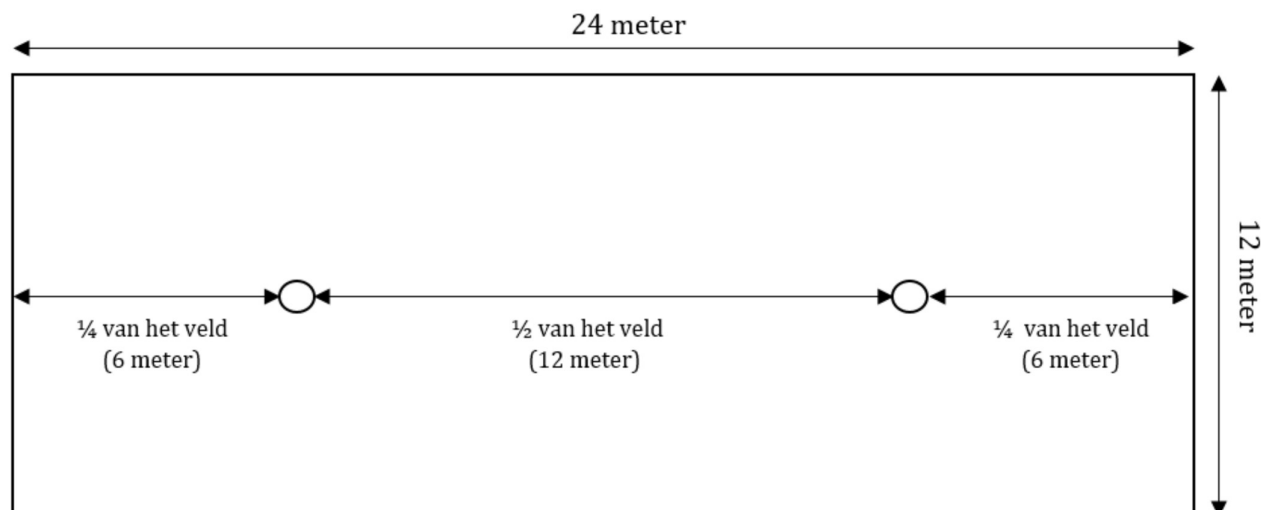 24 meter
12 meter
¼ van het veld
(6 meter)
½ van het veld
(12 meter)
¼ van het veld
(6 meter)